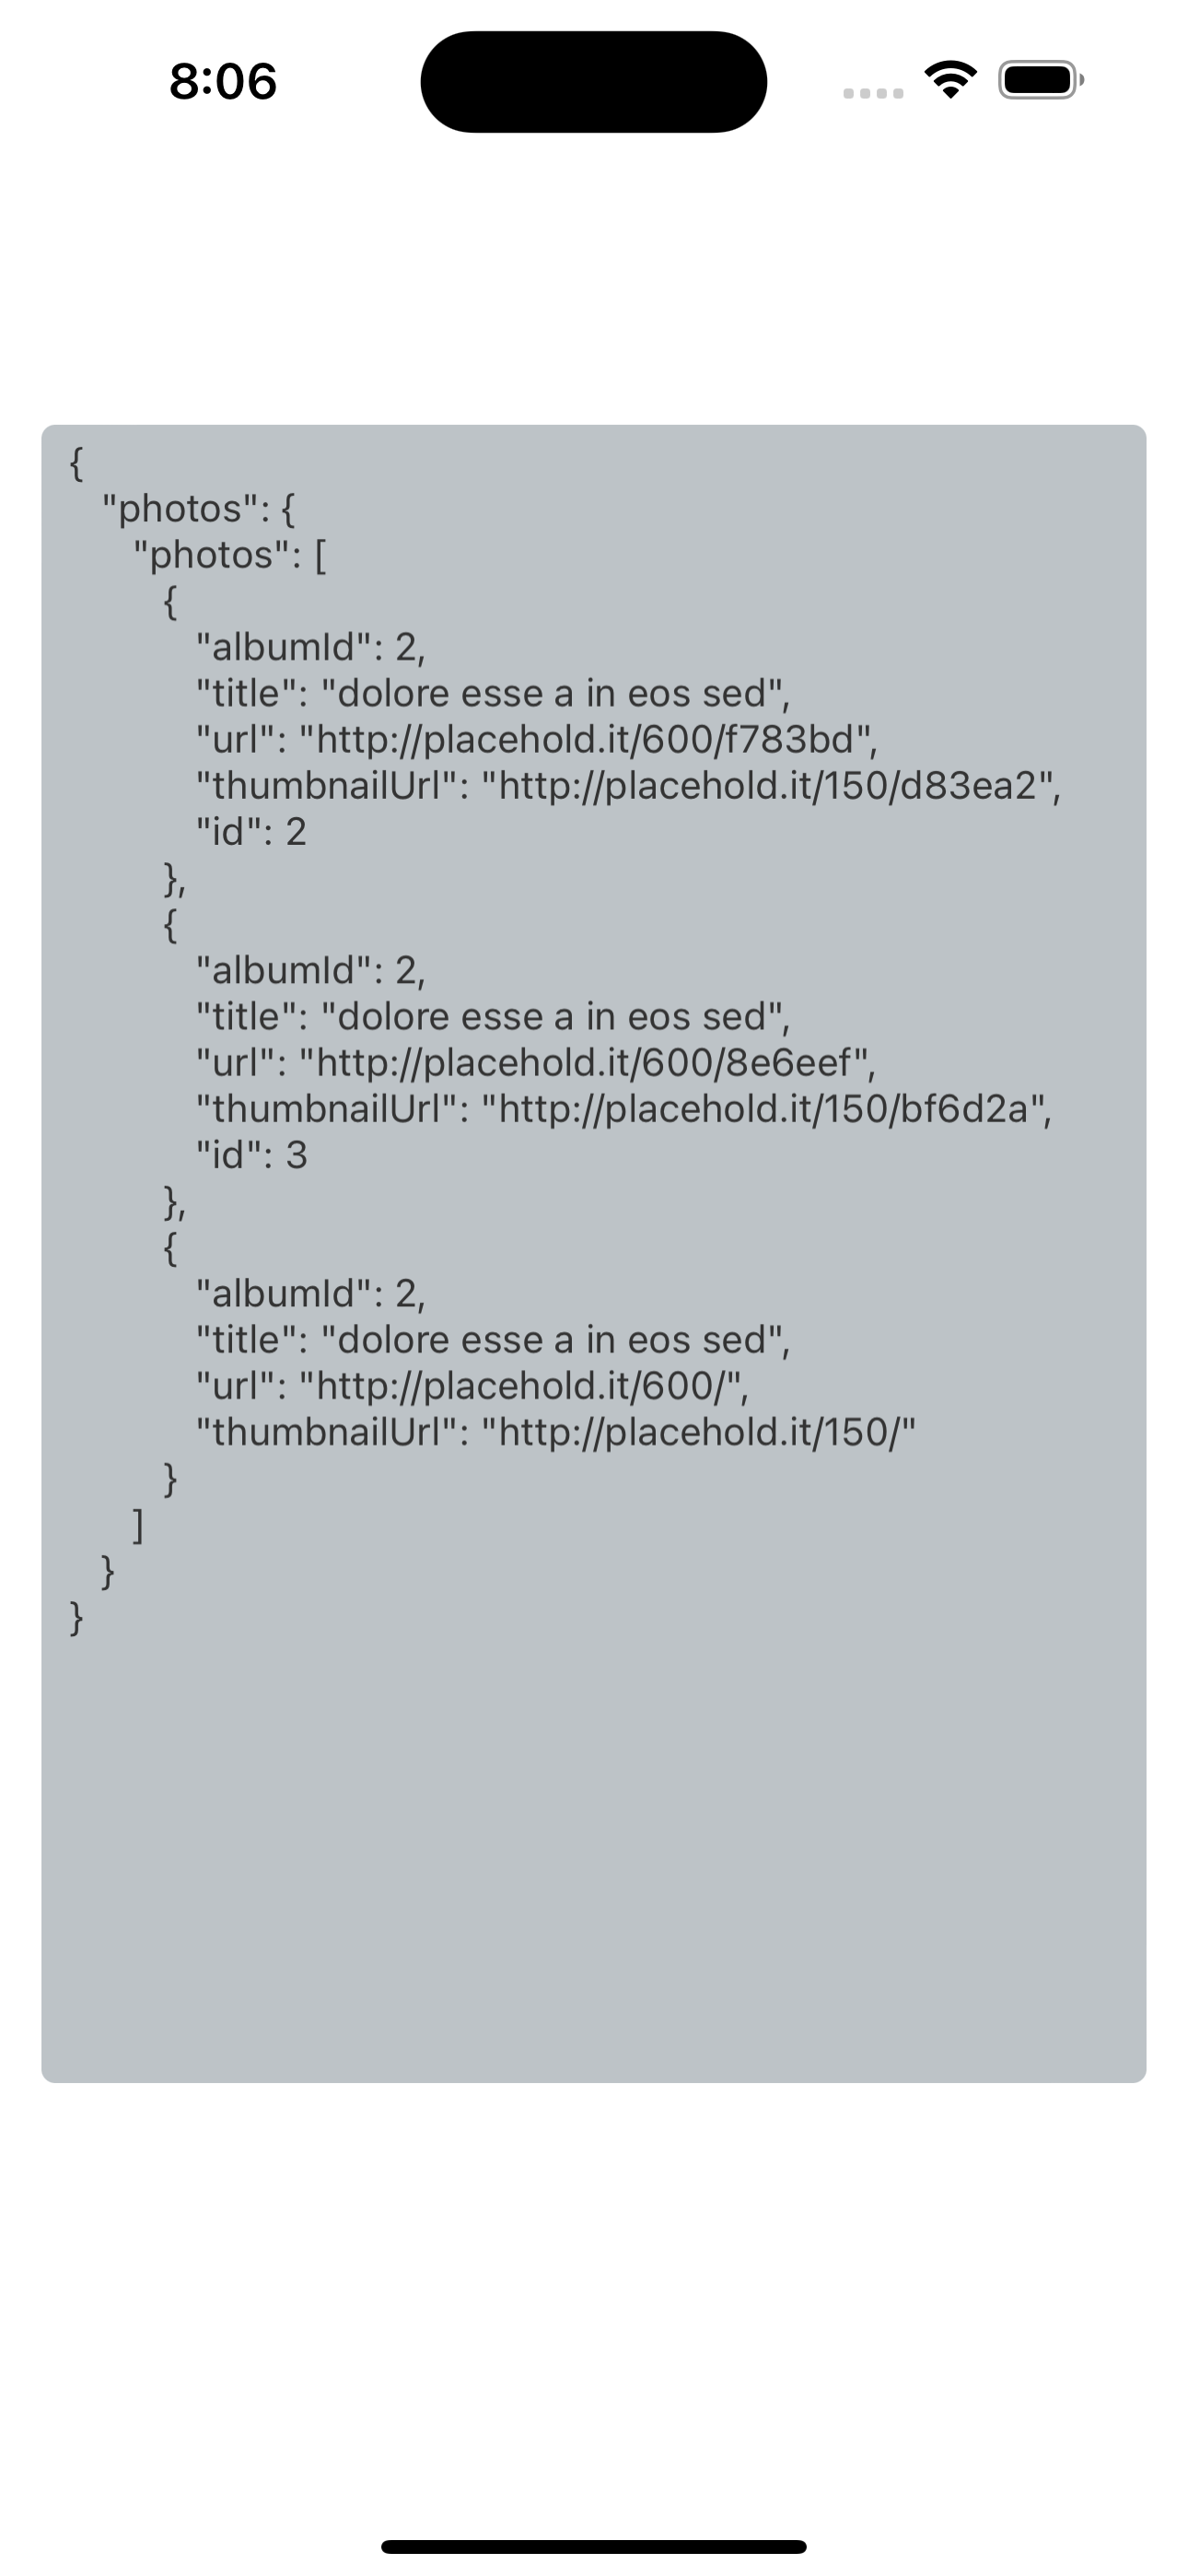 8:06
{
  "photos": {
    "photos": [
      {
        "albumId": 2,
        "title": "dolore esse a in eos sed",
        "url": "http://placehold.it/600/f783bd",
        "thumbnailUrl": "http://placehold.it/150/d83ea2",
        "id": 2
      },
      {
        "albumId": 2,
        "title": "dolore esse a in eos sed",
        "url": "http://placehold.it/600/8e6eef",
        "thumbnailUrl": "http://placehold.it/150/bf6d2a",
        "id": 3
      },
      {
        "albumId": 2,
        "title": "dolore esse a in eos sed",
        "url": "http://placehold.it/600/",
        "thumbnailUrl": "http://placehold.it/150/"
      }
    ]
  }
}